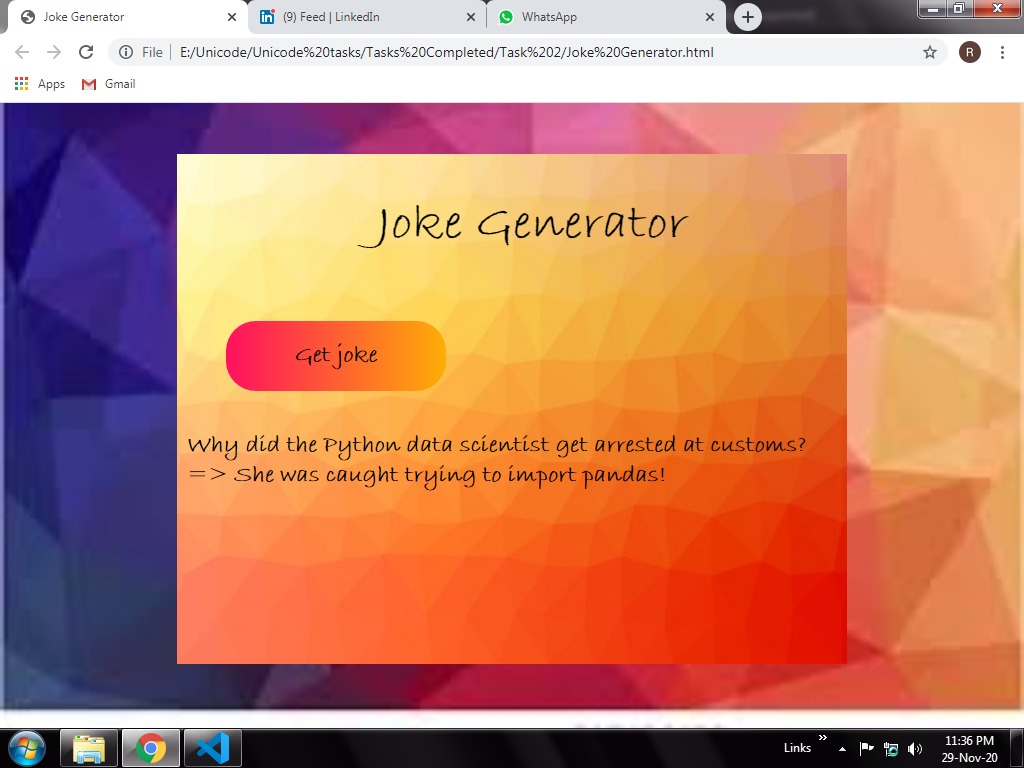 Joke Generator
(9) Feed | LinkedIn
WhatsApp
File
E:/Unicode/Unicode%20tasks/Tasks%20Completed/Task%202/Joke%20Generator.html
R
Apps
Gmail
Joke Generator
Get joke
Why did the Python data scientist get arrested at customs?
=> She was caught trying to import pandas!
Links
11:36 PM
29-Nov-20